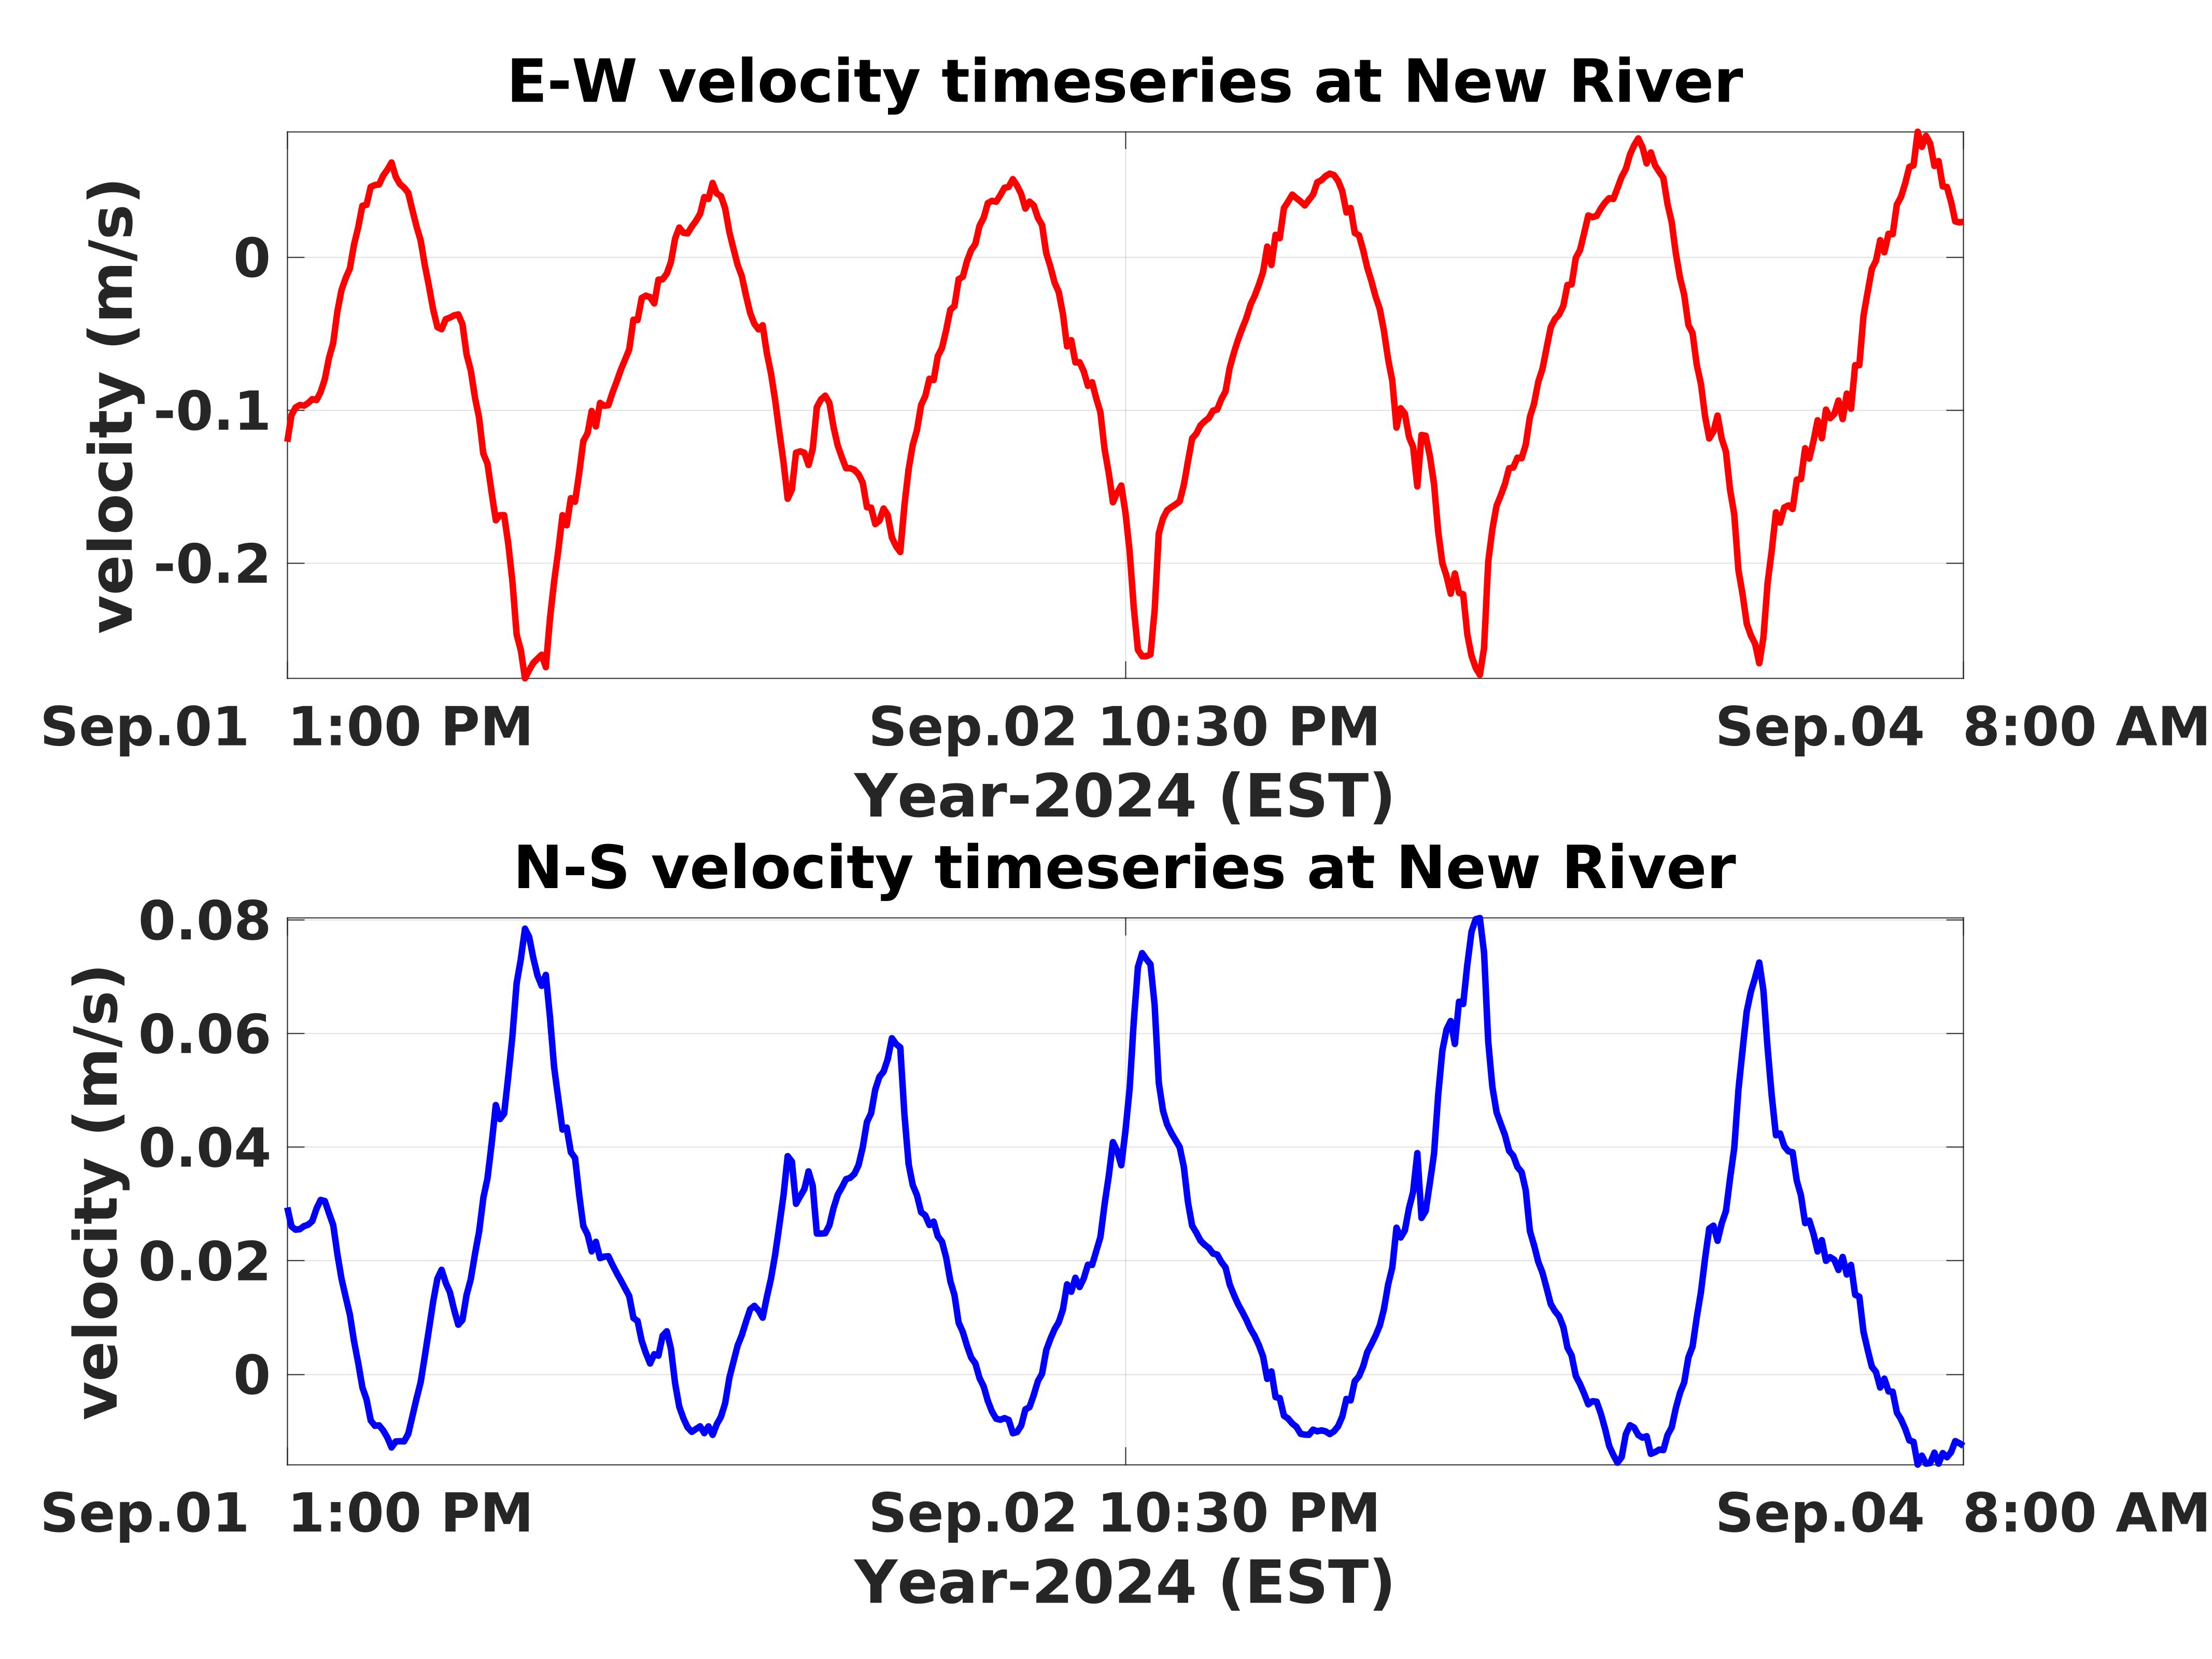 E-W velocity timeseries at New River
velocity (m/s)
0
-0.1
-0.2
Sep.01 1:00 PM
Sep.02 10:30 PM
Sep.04 8:00 AM
Year-2024 (EST)
N-S velocity timeseries at New River
velocity (m/s)
0.08
0.06
0.04
0.02
0
Sep.01 1:00 PM
Sep.02 10:30 PM
Sep.04 8:00 AM
Year-2024 (EST)